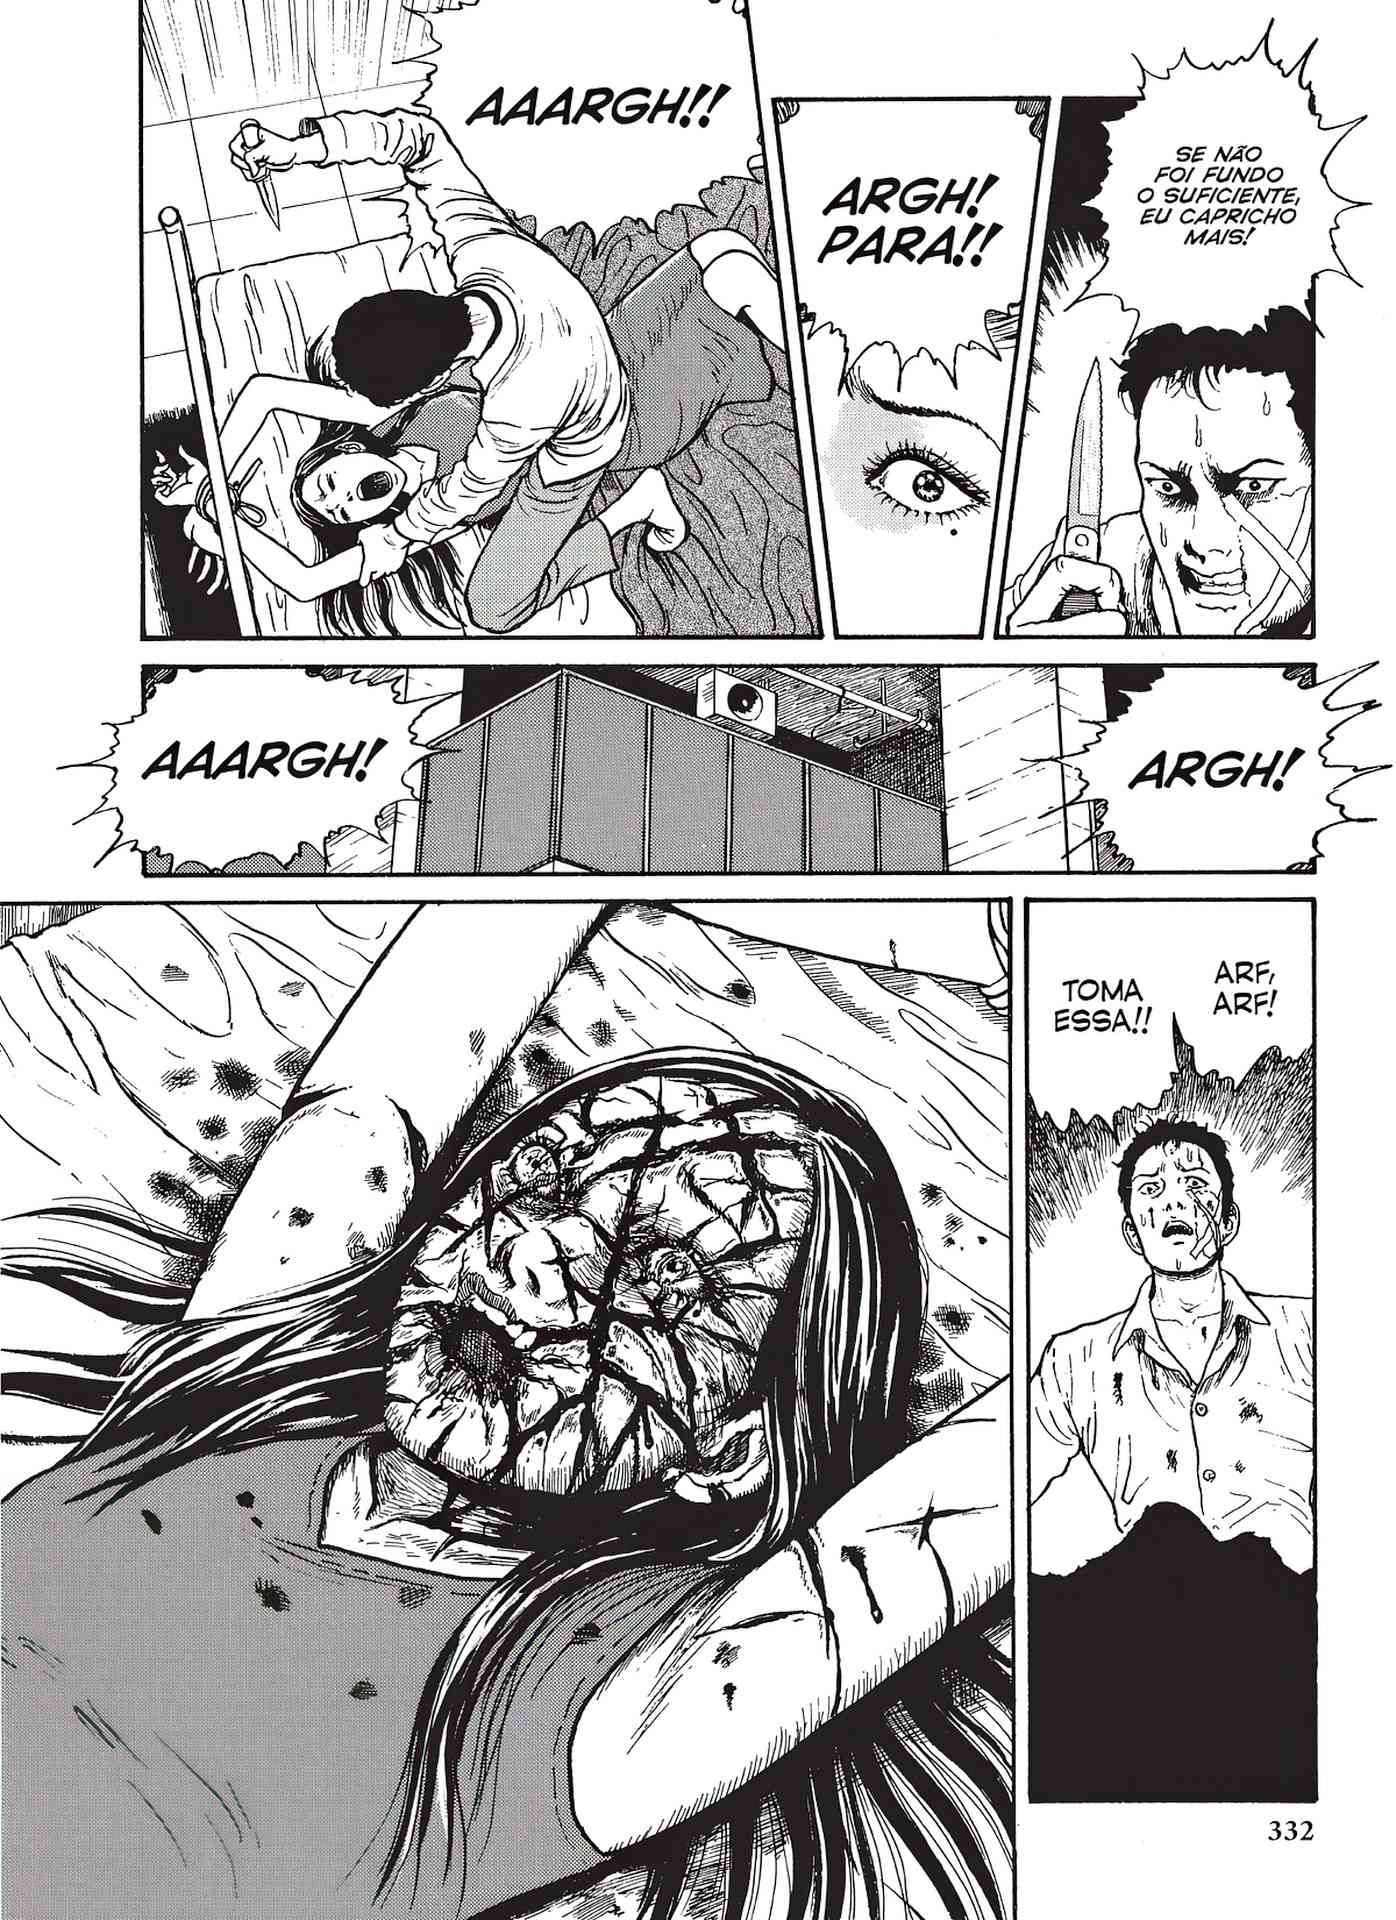 SE NÃO
FOI FUNDO
O SUFICIENTE,
EU CAPRICHO
MAIS!
ARGH!
PARA!!
AAARGH!!
ARGH!
AAARGH!
ARF,
ARF!
TOMA
ESSA!!
332